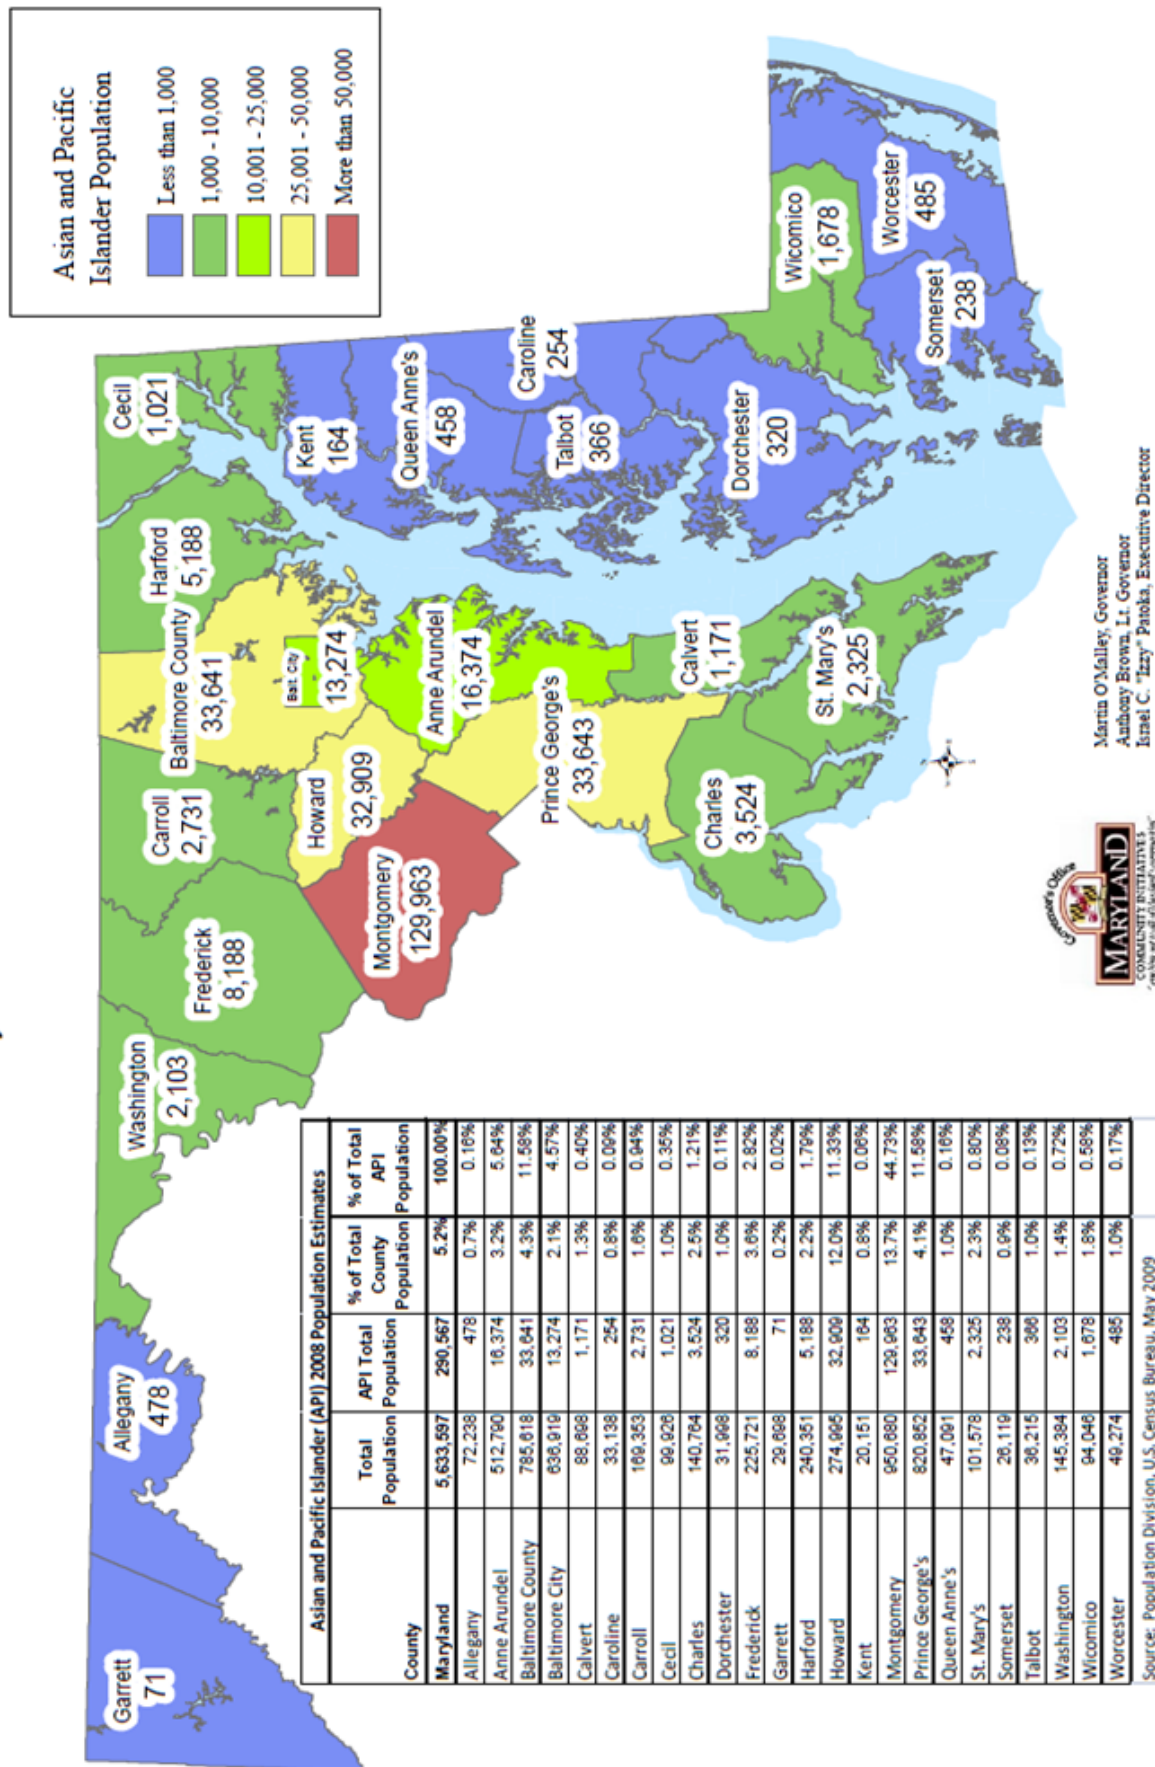 Asian and Pacific
Islander Population
Less than 1,000
1,000 - 10,000
10,001 - 25,000
25,001 - 50,000
More than 50,000
Garrett
71
Allegany
478
Washington
2,103
Frederick
8,188
Carroll
2,731
Baltimore County
33,641
Harford
5,188
Cecil
1,021
Balt. City
13,274
Howard
32,909
Montgomery
129,963
Anne Arundel
16,374
Prince George's
33,643
Kent
164
Queen Anne's
458
Caroline
254
Talbot
366
Dorchester
320
Calvert
1,171
Charles
3,524
St. Mary's
2,325
Wicomico
1,678
Worcester
485
Somerset
238
Asian and Pacific Islander (API) 2008 Population Estimates
County Total Population API Total Population % of Total County Population % of Total API Population
Maryland 5,633,597 290,567 5.2% 100.00%
Allegany 72,238 478 0.7% 0.16%
Anne Arundel 512,790 16,374 3.2% 5.64%
Baltimore County 785,618 33,641 4.3% 11.58%
Baltimore City 636,919 13,274 2.1% 4.57%
Calvert 88,698 1,171 1.3% 0.40%
Caroline 33,138 254 0.8% 0.09%
Carroll 169,353 2,731 1.6% 0.94%
Cecil 99,926 1,021 1.0% 0.35%
Charles 140,764 3,524 2.5% 1.21%
Dorchester 31,998 320 1.0% 0.11%
Frederick 225,721 8,188 3.6% 2.82%
Garrett 29,698 71 0.2% 0.02%
Harford 240,351 5,188 2.2% 1.79%
Howard 274,995 32,909 12.0% 11.33%
Kent 20,151 164 0.8% 0.06%
Montgomery 950,680 129,963 13.7% 44.73%
Prince George's 820,852 33,643 4.1% 11.58%
Queen Anne's 47,091 458 1.0% 0.16%
St. Mary's 101,578 2,325 2.3% 0.80%
Somerset 26,119 238 0.9% 0.08%
Talbot 36,215 366 1.0% 0.13%
Washington 145,384 2,103 1.4% 0.72%
Wicomico 94,046 1,678 1.8% 0.58%
Worcester 49,274 485 1.0% 0.17%
Source: Population Division, U.S. Census Bureau, May 2009
Governor's Office
MARYLAND
COMMUNITY INITIATIVES
Martin O'Malley, Governor
Anthony Brown, Lt. Governor
Israel C. "Izzy" Patoka, Executive Director